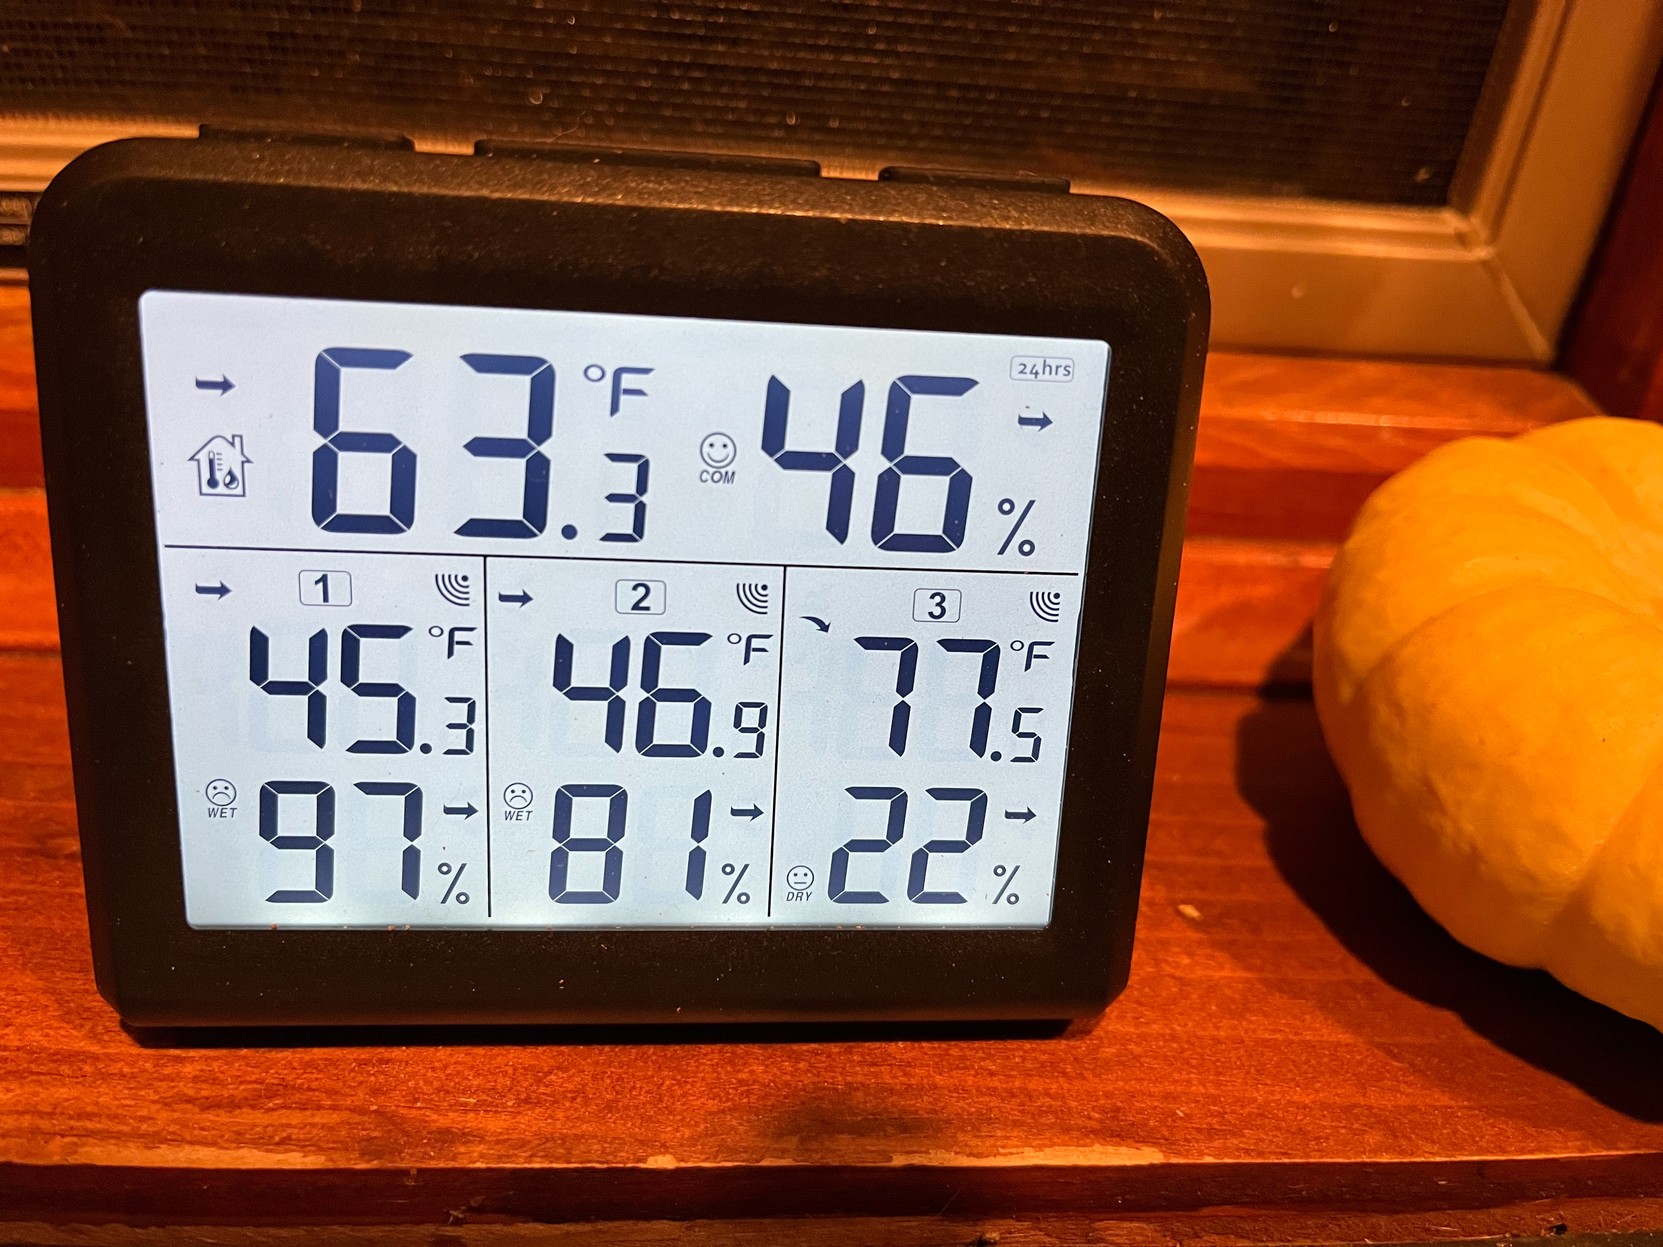 24hrs
63.3 °F COM 46 %
1 2 3
45.3 °F 46.9 °F 77.5 °F
WET 97 % WET 81 % DRY 22 %